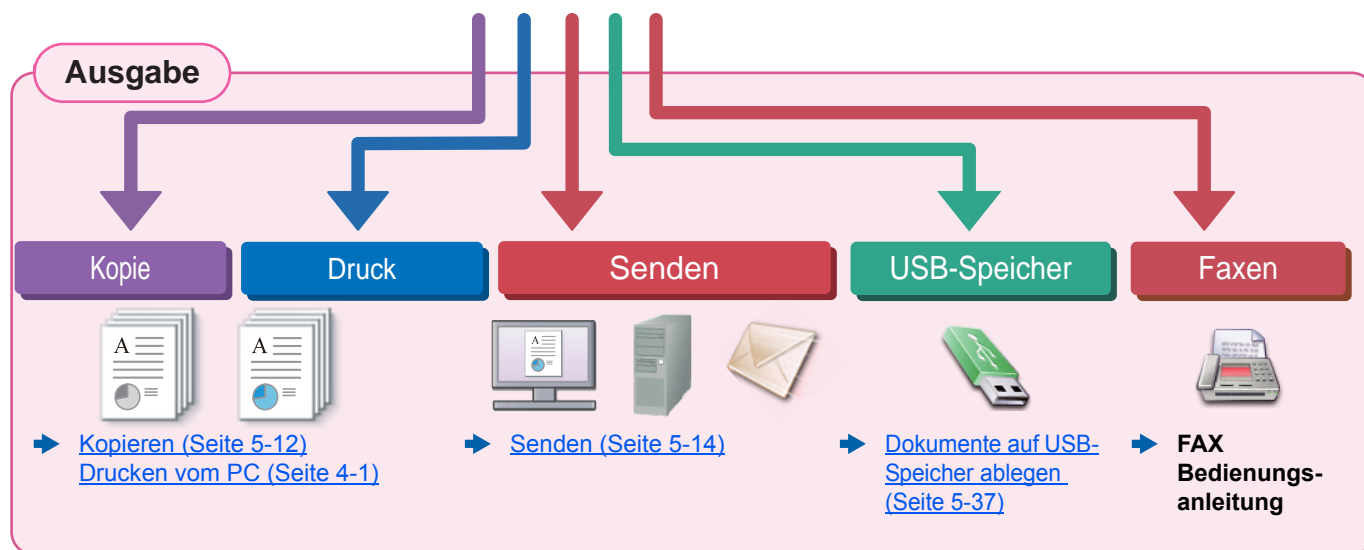 Ausgabe
Kopie
Druck
Senden
USB-Speicher
Faxen
A
A
Kopieren (Seite 5-12)
Drucken vom PC (Seite 4-1)
Senden (Seite 5-14)
Dokumente auf USB-
Speicher ablegen
(Seite 5-37)
FAX
Bedienungs-
anleitung